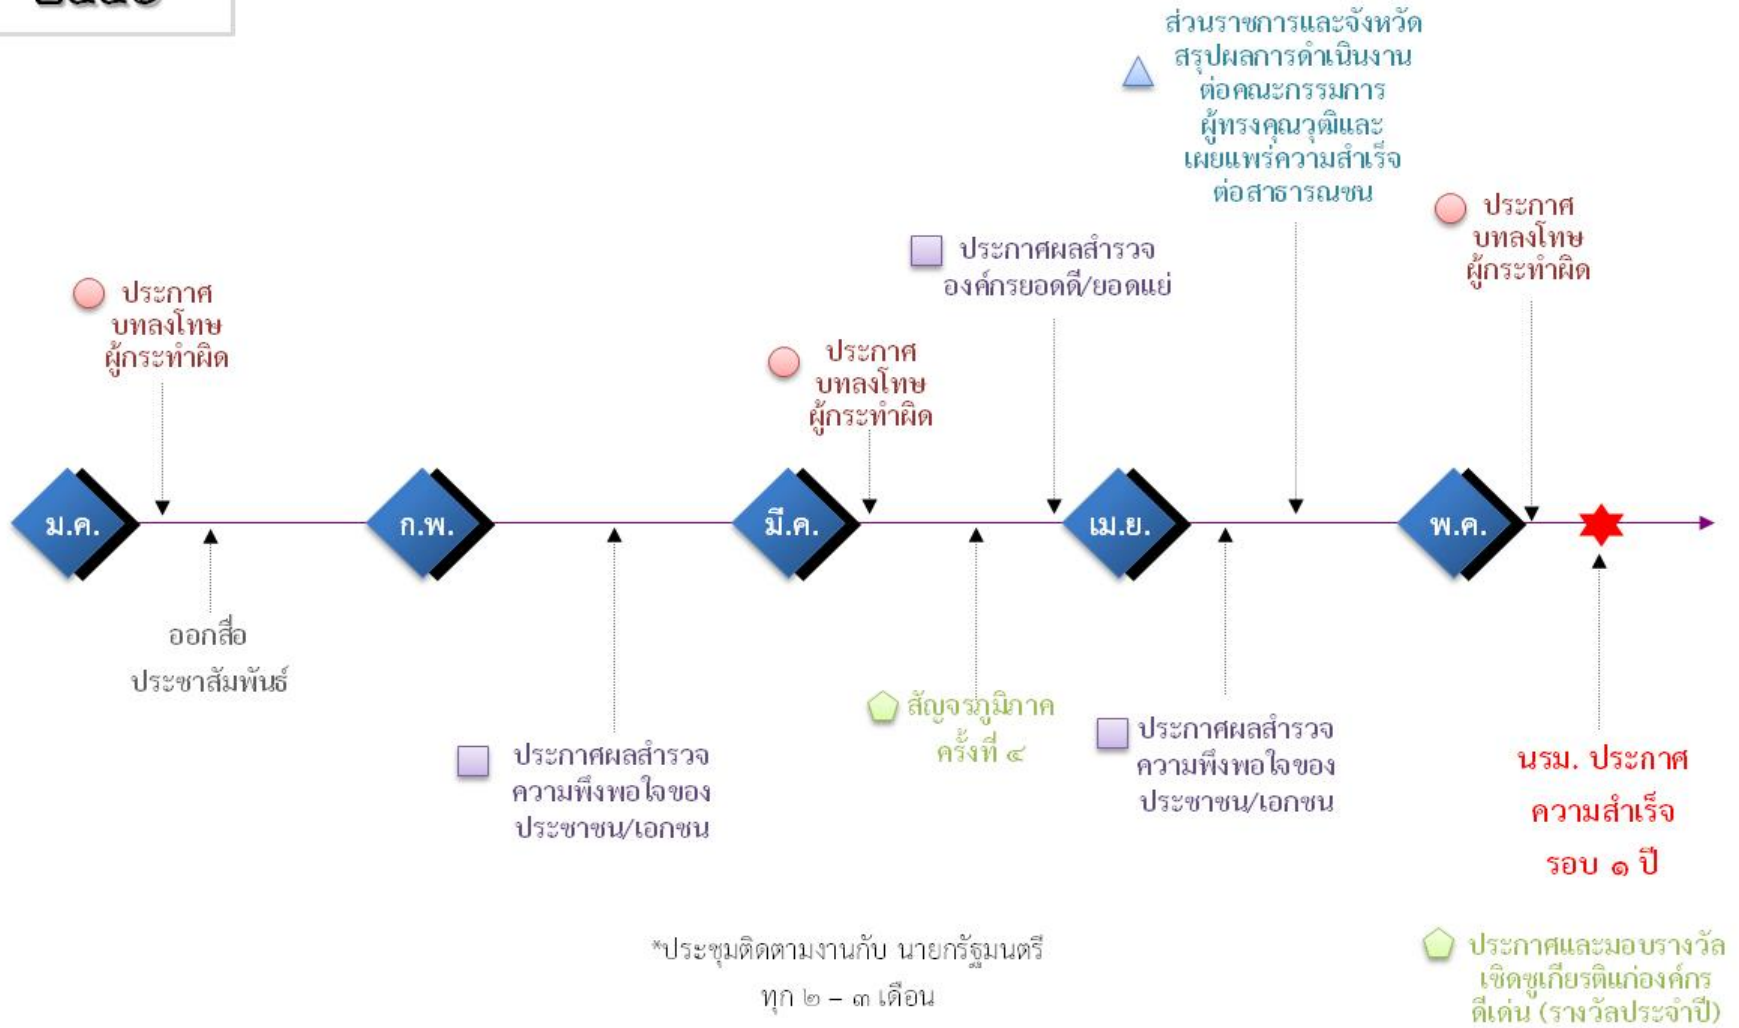 ส่วนราชการและจังหวัด
สรุปผลการดำเนินงาน
ต่อคณะกรรมการ
ผู้ทรงคุณวุฒิและ
เผยแพร่ความสำเร็จ
ต่อสาธารณชน
ประกาศ
บทลงโทษ
ผู้กระทำผิด
ประกาศผลสำรวจ
องค์กรยอดดี/ยอดแย่
ประกาศ
บทลงโทษ
ผู้กระทำผิด
ประกาศ
บทลงโทษ
ผู้กระทำผิด
ม.ค.
ก.พ.
มี.ค.
เม.ย.
พ.ค.
ออกสื่อ
ประชาสัมพันธ์
ประกาศผลสำรวจ
ความพึงพอใจของ
ประชาชน/เอกชน
สัญจรภูมิภาค
ครั้งที่ ๔
ประกาศผลสำรวจ
ความพึงพอใจของ
ประชาชน/เอกชน
นรม. ประกาศ
ความสำเร็จ
รอบ ๑ ปี
*ประชุมติดตามงานกับ นายกรัฐมนตรี
ทุก ๒ – ๓ เดือน
ประกาศและมอบรางวัล
เชิดชูเกียรติแก่องค์กร
ดีเด่น (รางวัลประจำปี)